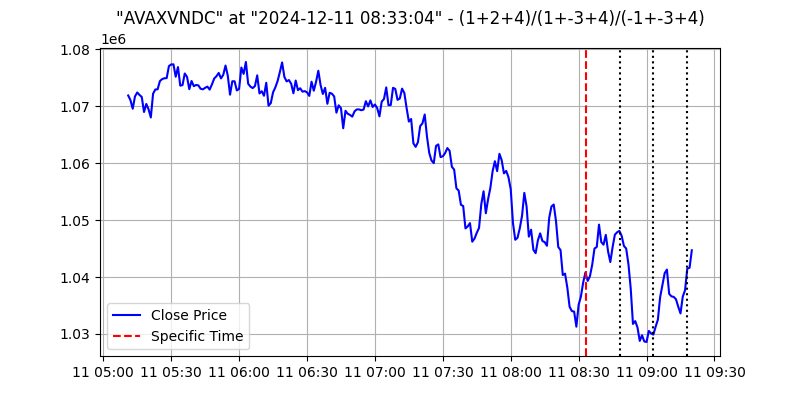 "AVAXVNDC" at "2024-12-11 08:33:04" - (1+2+4)/(1+-3+4)/(-1+-3+4)
1e6
1.08
1.07
1.06
1.05
1.04
1.03
Close Price
Specific Time
11 05:00 11 05:30 11 06:00 11 06:30 11 07:00 11 07:30 11 08:00 11 08:30 11 09:00 11 09:30